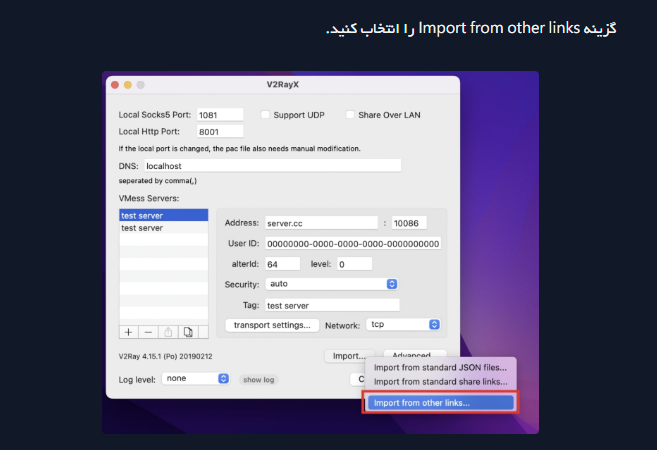 گزینه Import from other links را انتخاب کنید.
V2RayX
Local Socks5 Port: 1081 Support UDP Share Over LAN
Local Http Port: 8001
If the local port is changed, the pac file also needs manual modification.
DNS: localhost
seperated by comma(,)
VMess Servers:
test server
test server
Address: server.cc : 10086
User ID: 00000000-0000-0000-0000-0000000000
alterId: 64 level: 0
Security: auto
Tag: test server
transport settings... Network: tcp
V2Ray 4.15.1 (Po) 20190212 Import... Advanced
Log level: none show log C
Import from standard JSON files...
Import from standard share links...
Import from other links...